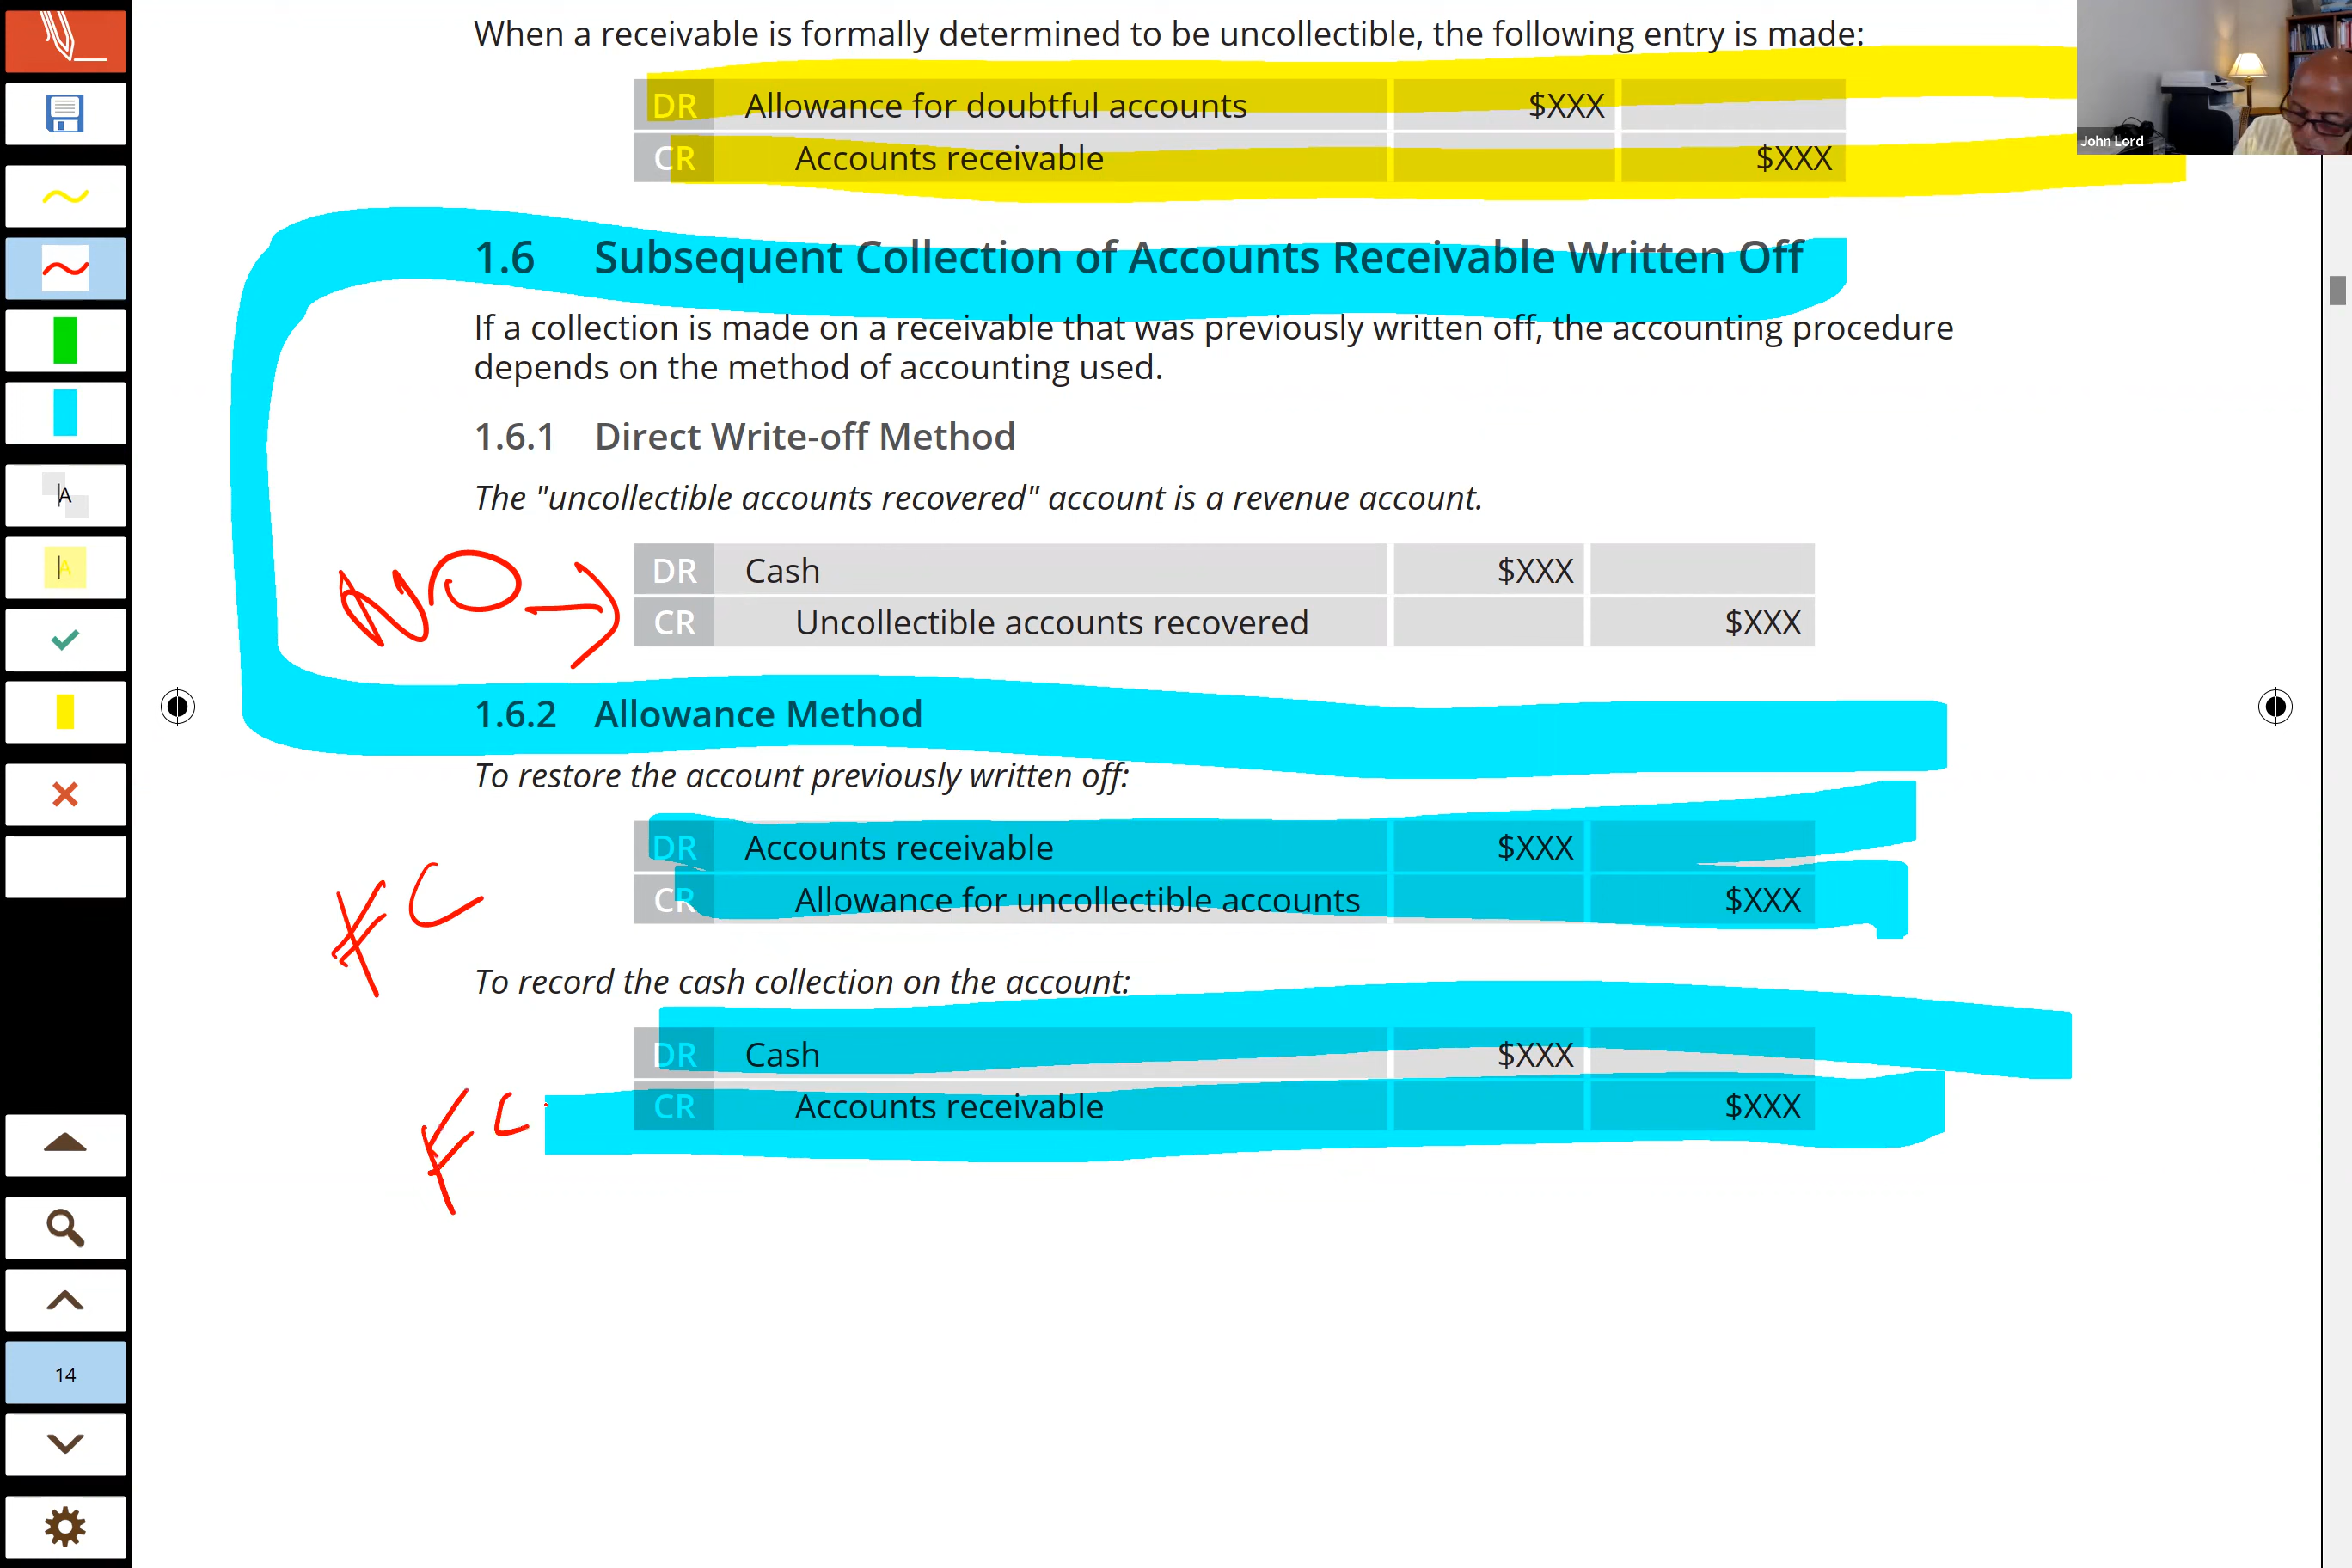 When a receivable is formally determined to be uncollectible, the following entry is made:
DR Allowance for doubtful accounts $XXX
CR Accounts receivable $XXX
John Lord
1.6 Subsequent Collection of Accounts Receivable Written Off
If a collection is made on a receivable that was previously written off, the accounting procedure
depends on the method of accounting used.
1.6.1 Direct Write-off Method
The "uncollectible accounts recovered" account is a revenue account.
NO
DR Cash $XXX
CR Uncollectible accounts recovered $XXX
1.6.2 Allowance Method
To restore the account previously written off:
DR Accounts receivable $XXX
CR Allowance for uncollectible accounts $XXX
FC
To record the cash collection on the account:
DR Cash $XXX
CR Accounts receivable $XXX
FC
A
A
14